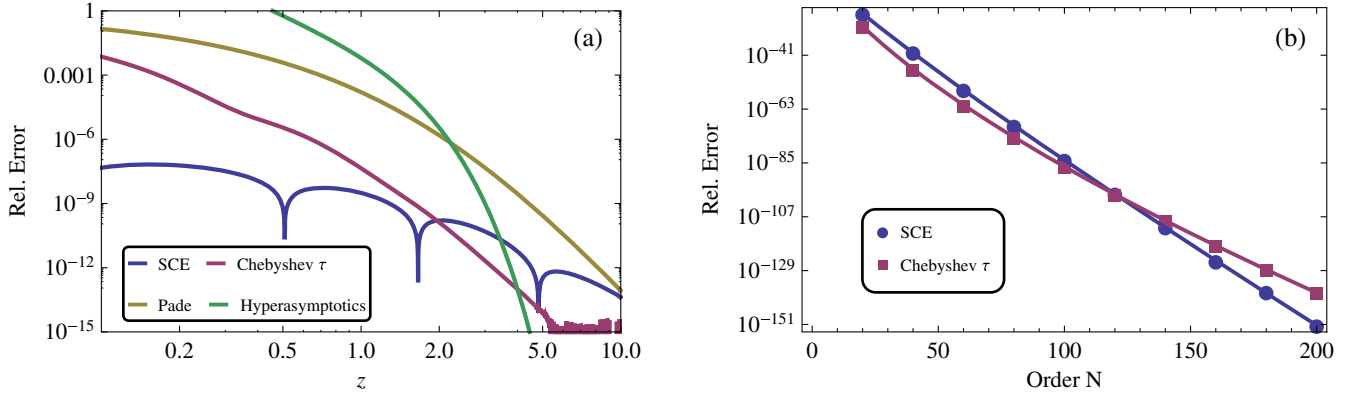 (a)
Rel. Error
1
0.001
10^-6
10^-9
10^-12
10^-15
SCE
Chebyshev τ
Pade
Hyperasymptotics
0.2 0.5 1.0 2.0 5.0 10.0
z
(b)
Rel. Error
10^-41
10^-63
10^-85
10^-107
10^-129
10^-151
SCE
Chebyshev τ
0 50 100 150 200
Order N